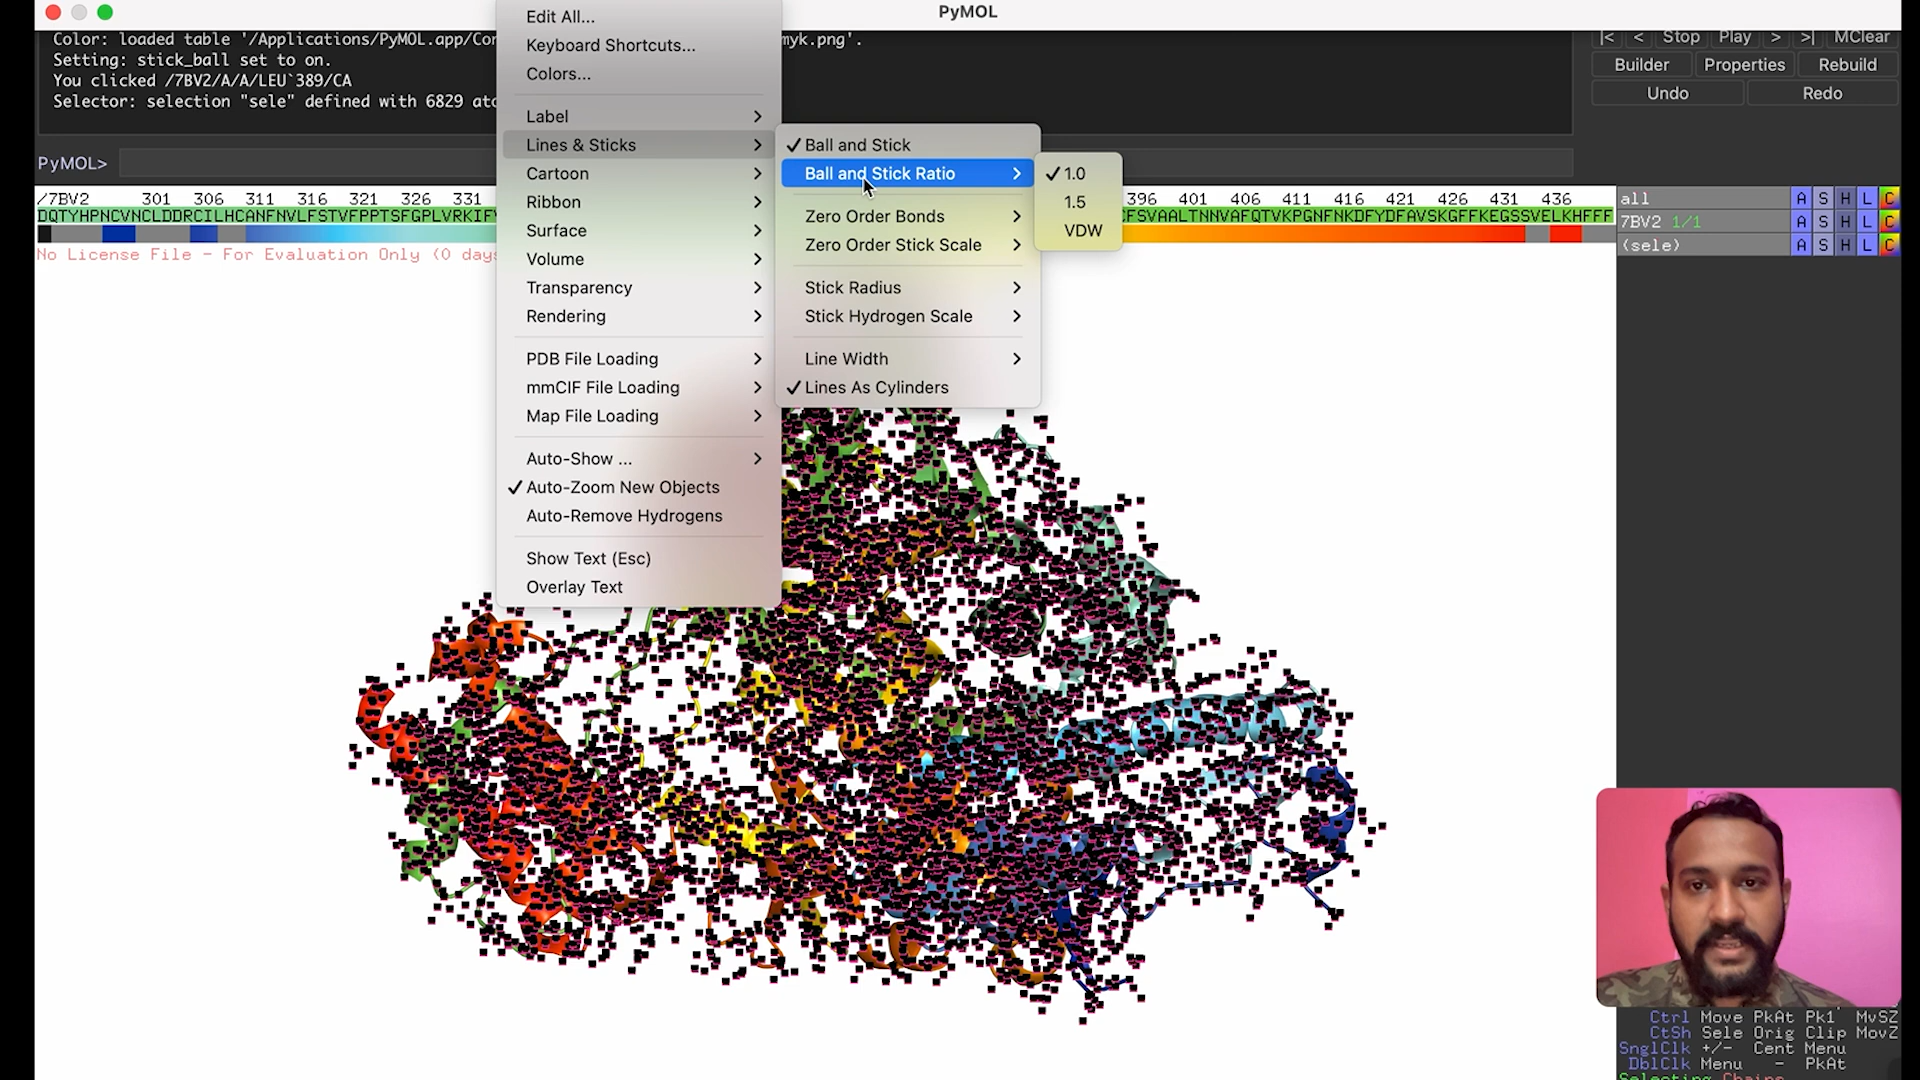 PyMOL
Color: loaded table '/Applications/PyMOL.app/Con
myk.png'.
Setting: stick_ball set to on.
You clicked /7BV2/A/A/LEU`389/CA
Selector: selection "sele" defined with 6829 ato
PyMOL>
/7BV2 301 306 311 316 321 326 331
396 401 406 411 416 421 426 431 436
DQTYHPNCVNCLDDRCILHCANFNVLFSTVFPPTSFGPLVRKIFV
FSVAALTNNVAFQTVKPGNFNKDFYDFAVSKGFFKEGSSVELKHFFF
No License File - For Evaluation Only (0 days
Edit All...
Keyboard Shortcuts...
Colors...
Label
Lines & Sticks
Cartoon
Ribbon
Surface
Volume
Transparency
Rendering
PDB File Loading
mmCIF File Loading
Map File Loading
Auto-Show ...
Auto-Zoom New Objects
Auto-Remove Hydrogens
Show Text (Esc)
Overlay Text
Ball and Stick
Ball and Stick Ratio
Zero Order Bonds
Zero Order Stick Scale
Stick Radius
Stick Hydrogen Scale
Line Width
Lines As Cylinders
1.0
1.5
VDW
|< < Stop Play > >| MClear
Builder Properties Rebuild
Undo Redo
all A S H L C
7BV2 1/1 A S H L C
(sele) A S H L C
Ctrl Move PkAt Pk1 MvSZ
CtSh Sele Orig Clip MovZ
SnglClk +/- Cent Menu
DblClk Menu - PkAt
Selecting Chains